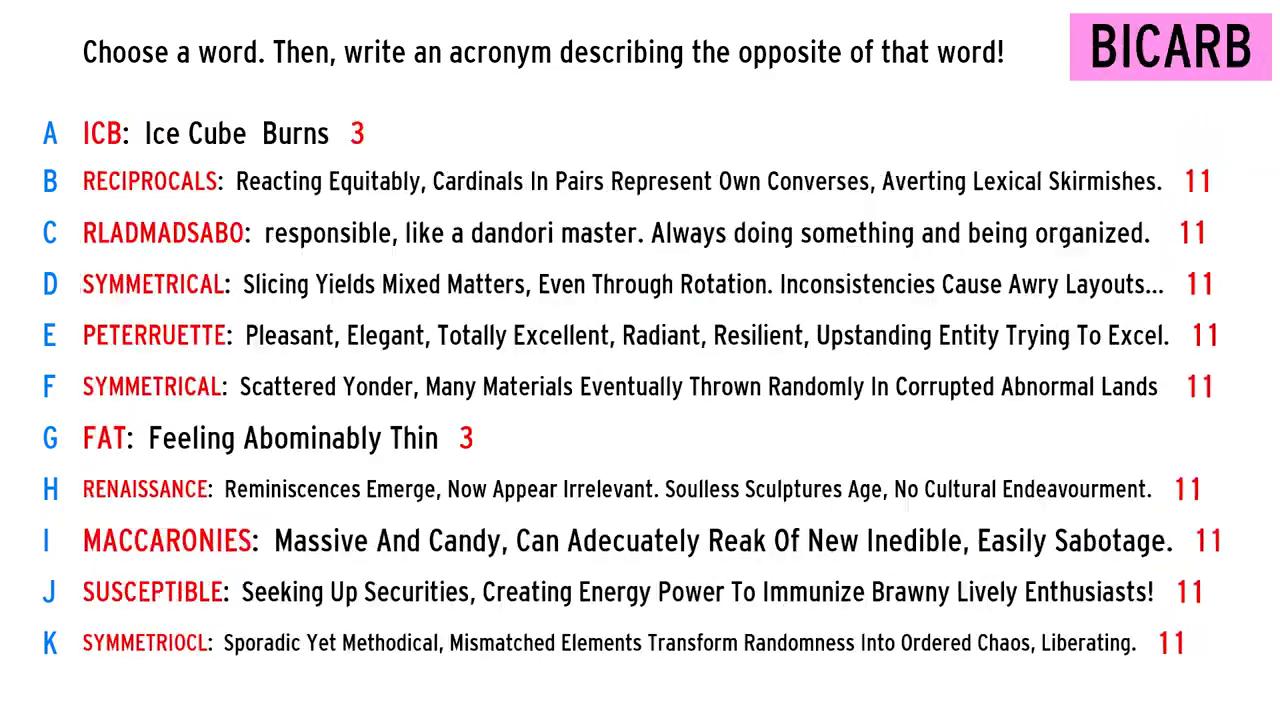 Choose a word. Then, write an acronym describing the opposite of that word!
BICARB
A ICB: Ice Cube Burns 3
B RECIPROCALS: Reacting Equitably, Cardinals In Pairs Represent Own Converses, Averting Lexical Skirmishes. 11
C RLADMADSABO: responsible, like a dandori master. Always doing something and being organized. 11
D SYMMETRICAL: Slicing Yields Mixed Matters, Even Through Rotation. Inconsistencies Cause Awry Layouts... 11
E PETERRUETTE: Pleasant, Elegant, Totally Excellent, Radiant, Resilient, Upstanding Entity Trying To Excel. 11
F SYMMETRICAL: Scattered Yonder, Many Materials Eventually Thrown Randomly In Corrupted Abnormal Lands 11
G FAT: Feeling Abominably Thin 3
H RENAISSANCE: Reminiscences Emerge, Now Appear Irrelevant. Soulless Sculptures Age, No Cultural Endeavourment. 11
I MACCARONIES: Massive And Candy, Can Adecuately Reak Of New Inedible, Easily Sabotage. 11
J SUSCEPTIBLE: Seeking Up Securities, Creating Energy Power To Immunize Brawny Lively Enthusiasts! 11
K SYMMETRIOCL: Sporadic Yet Methodical, Mismatched Elements Transform Randomness Into Ordered Chaos, Liberating. 11